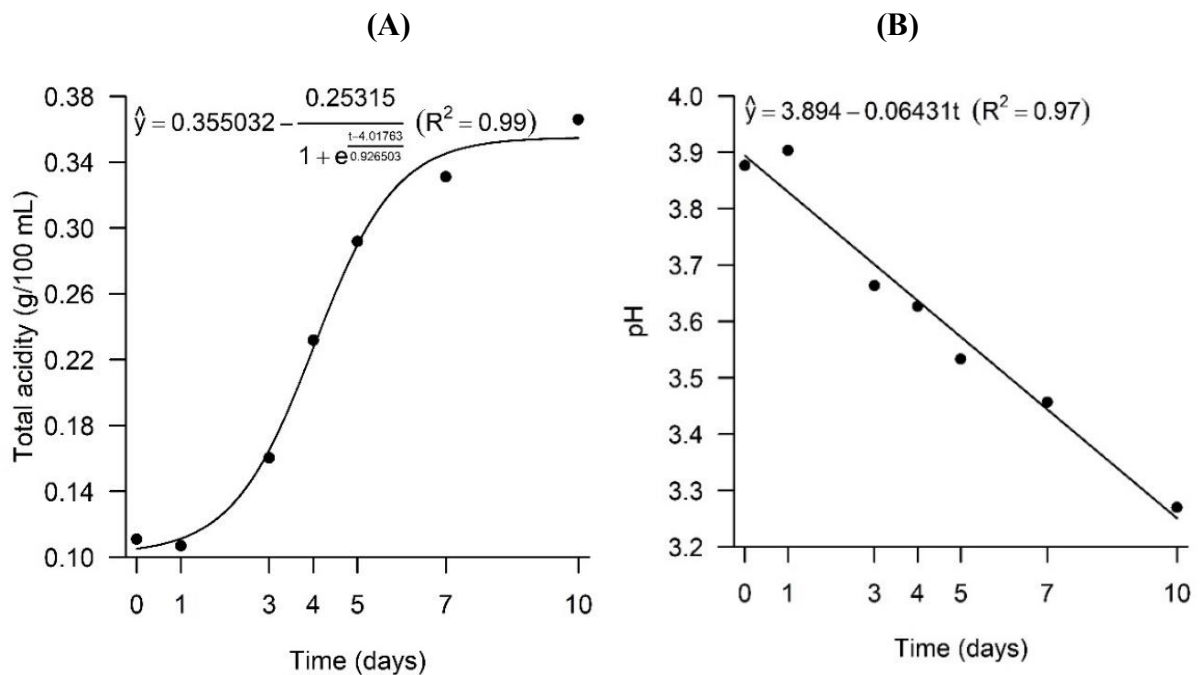 (A) (B)
ŷ = 0.355032 − 0.25315 / (1 + e^((t−4.01763)/0.926503)) (R² = 0.99)
Total acidity (g/100 mL)
0.38
0.34
0.30
0.26
0.22
0.18
0.14
0.10
0 1 3 4 5 7 10
Time (days)
ŷ = 3.894 − 0.06431t (R² = 0.97)
pH
4.0
3.9
3.8
3.7
3.6
3.5
3.4
3.3
3.2
0 1 3 4 5 7 10
Time (days)